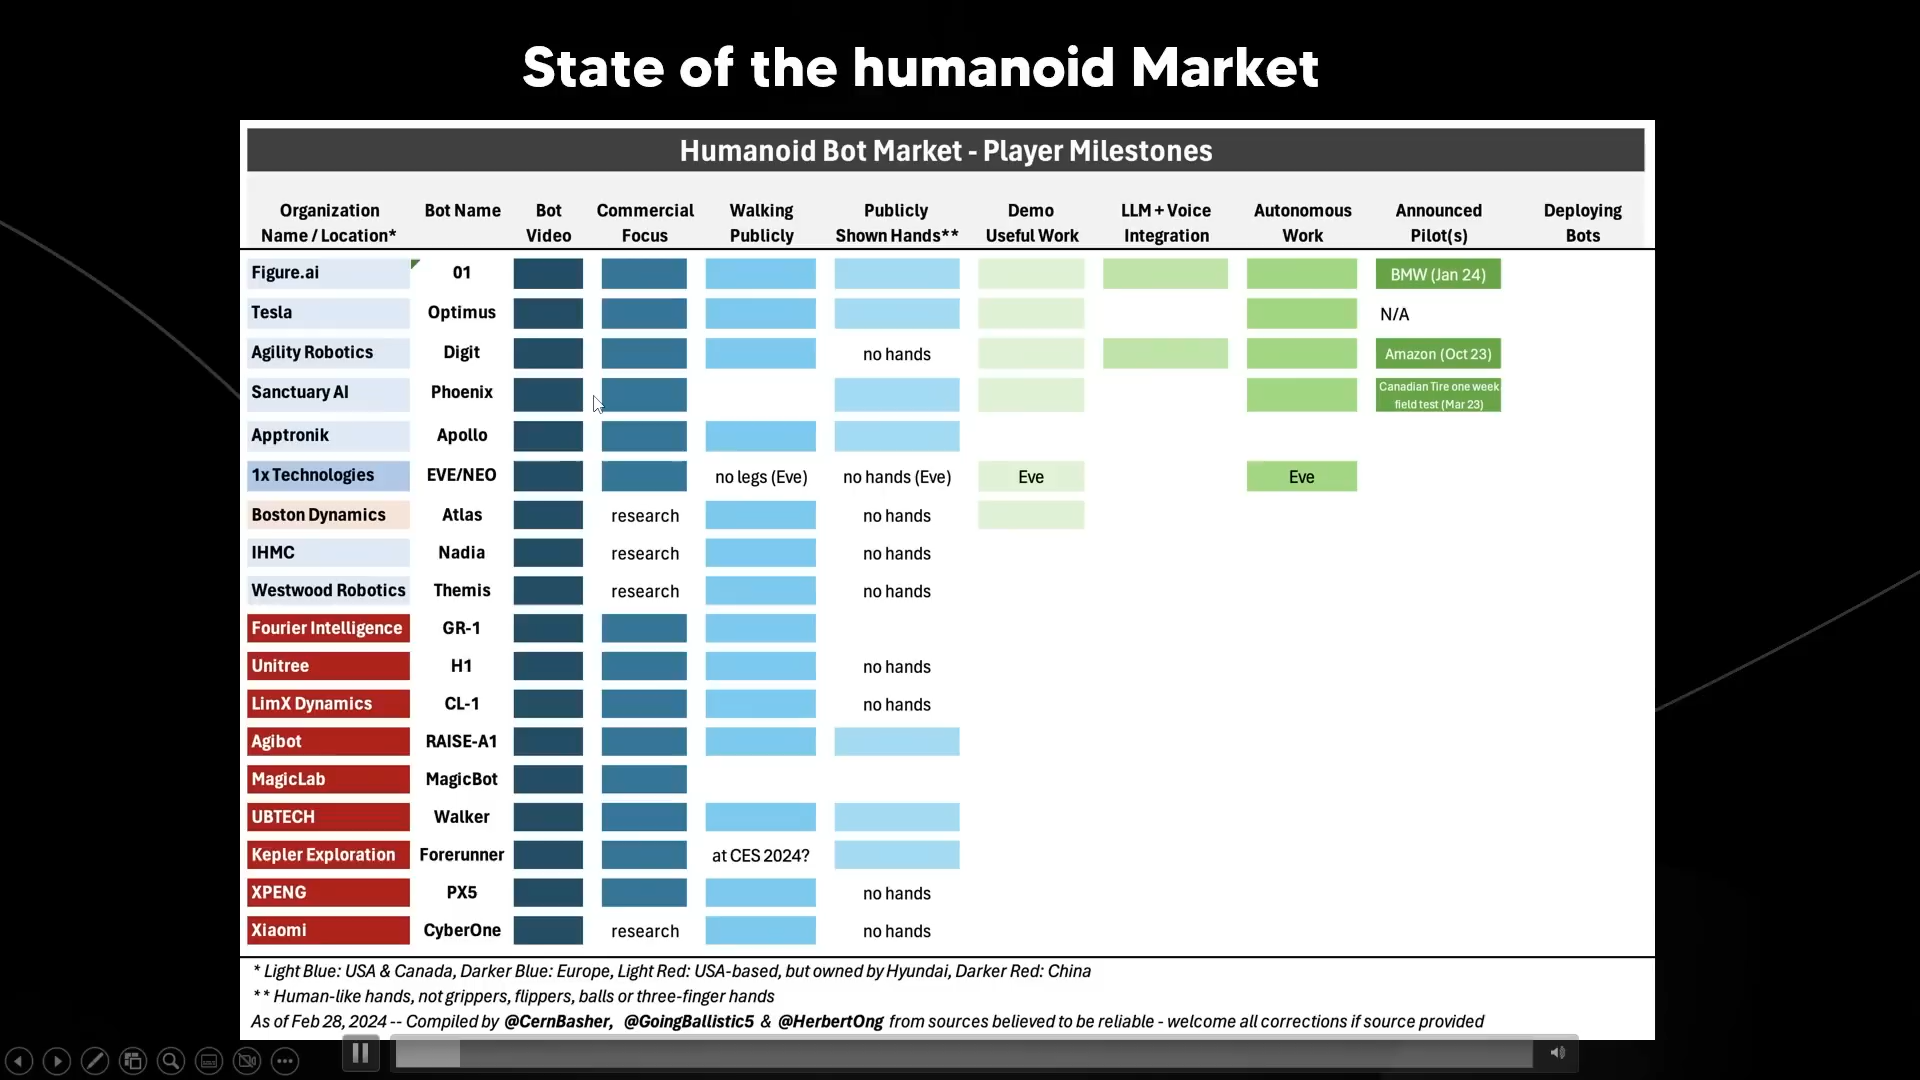 State of the humanoid Market
Humanoid Bot Market - Player Milestones
Organization Name / Location* Bot Name Bot Video Commercial Focus Walking Publicly Publicly Shown Hands** Demo Useful Work LLM + Voice Integration Autonomous Work Announced Pilot(s) Deploying Bots
Figure.ai 01 BMW (Jan 24)
Tesla Optimus N/A
Agility Robotics Digit no hands Amazon (Oct 23)
Sanctuary AI Phoenix Canadian Tire one week field test (Mar 23)
Apptronik Apollo
1x Technologies EVE/NEO no legs (Eve) no hands (Eve) Eve Eve
Boston Dynamics Atlas research no hands
IHMC Nadia research no hands
Westwood Robotics Themis research no hands
Fourier Intelligence GR-1
Unitree H1 no hands
LimX Dynamics CL-1 no hands
Agibot RAISE-A1
MagicLab MagicBot
UBTECH Walker
Kepler Exploration Forerunner at CES 2024?
XPENG PX5 no hands
Xiaomi CyberOne research no hands
* Light Blue: USA & Canada, Darker Blue: Europe, Light Red: USA-based, but owned by Hyundai, Darker Red: China
** Human-like hands, not grippers, flippers, balls or three-finger hands
As of Feb 28, 2024 -- Compiled by @CernBasher, @GoingBallistic5 & @HerbertOng from sources believed to be reliable - welcome all corrections if source provided